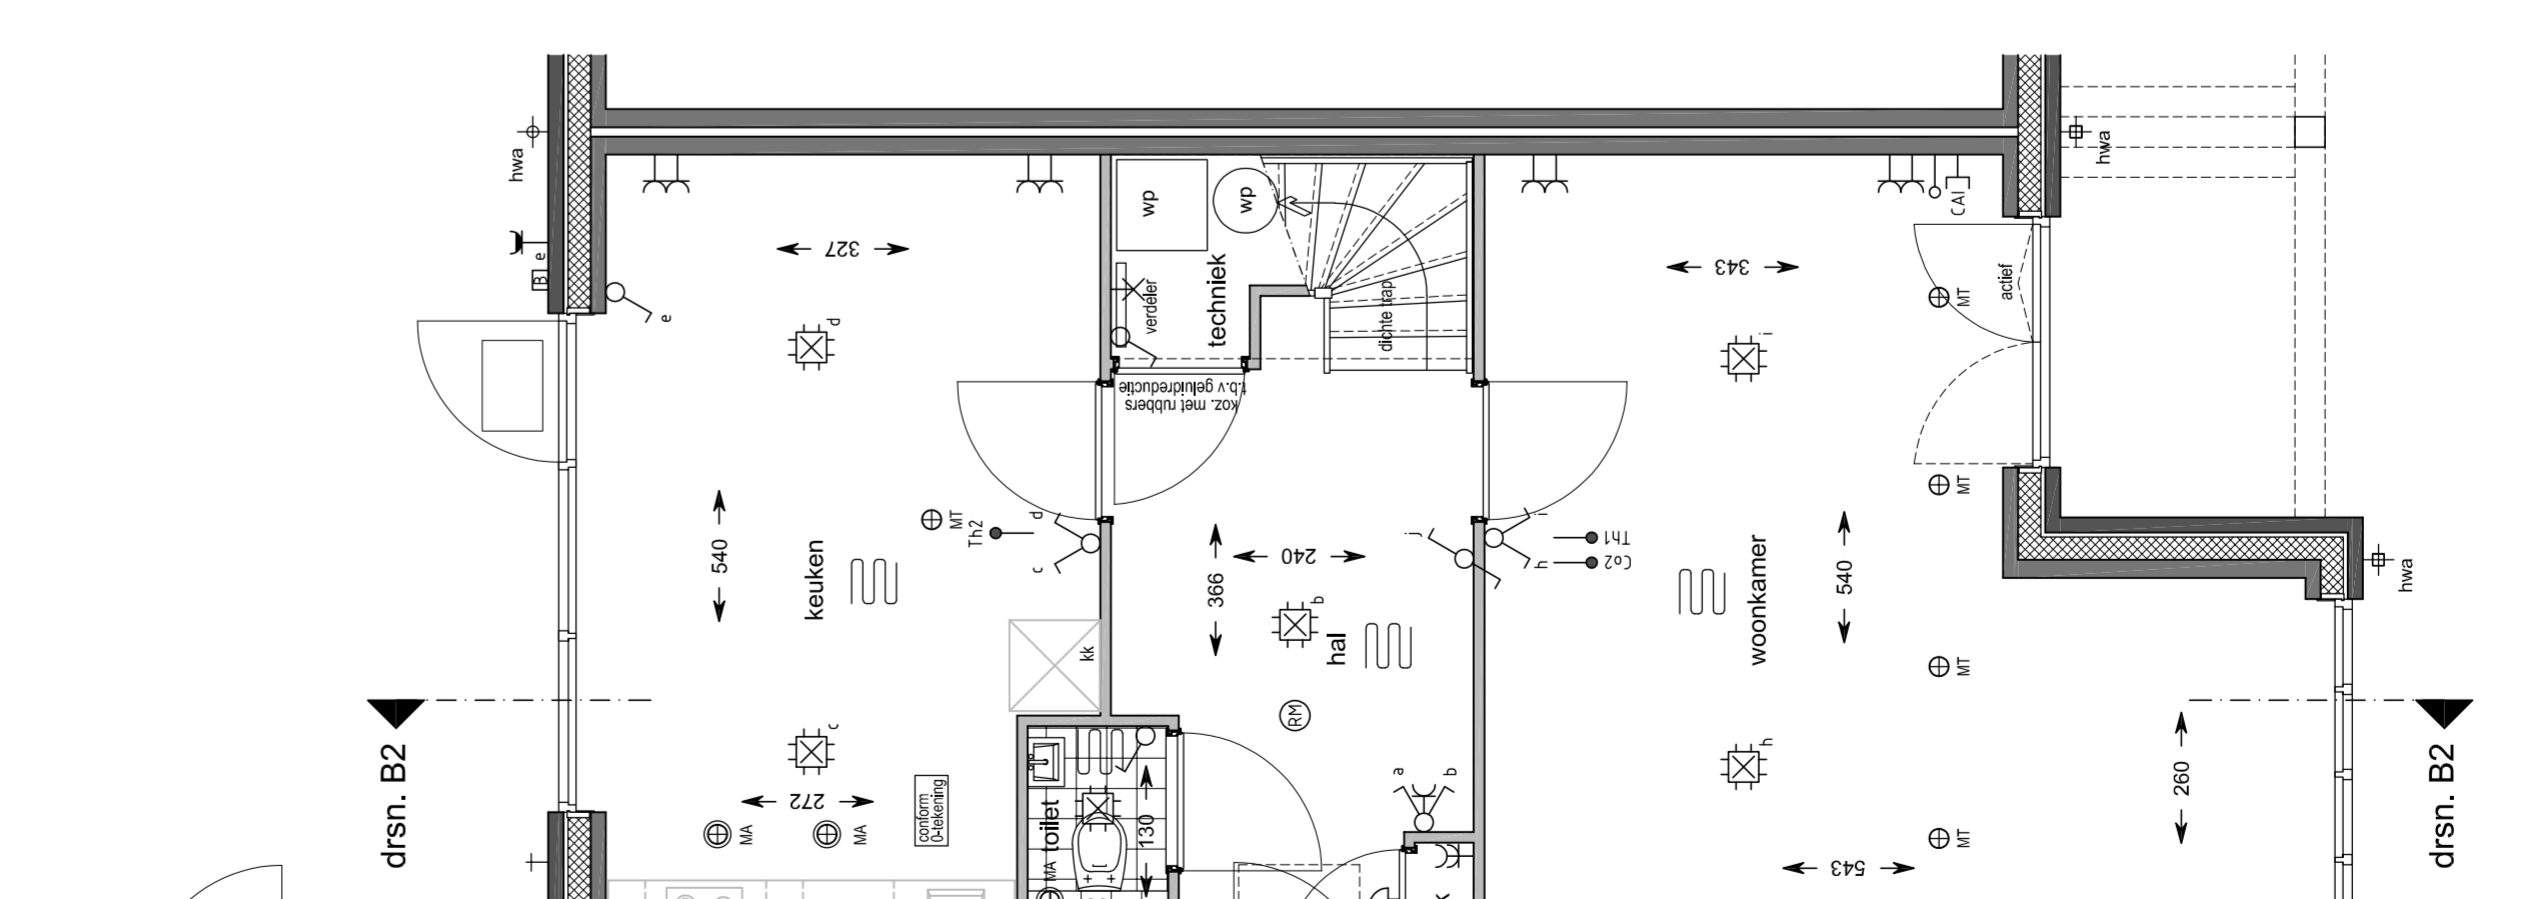 hwa
hwa
wp
wp
CAI
327
343
e
B
e
verdeler
techniek
dichte trap
actief
MT
d
i
koz. met rubbers
t.b.v geluidreductie
MT
MT
Th2
d
c
j
i
h
Th1
Co2
540
keuken
366
240
hal
b
woonkamer
540
hwa
kk
MT
RM
drsn. B2
drsn. B2
c
h
a
b
260
272
conform
0-tekening
MA
MA
toilet
130
MA
MT
543